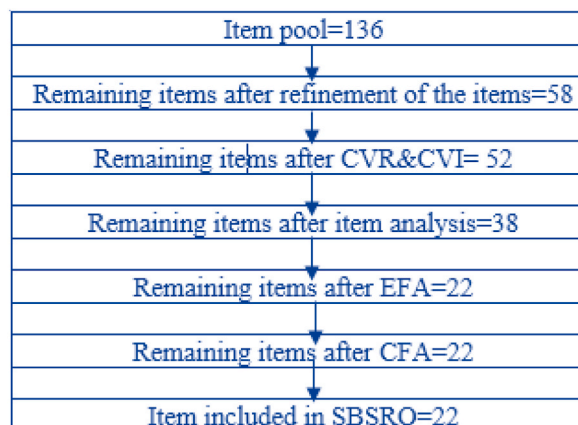 Item pool=136
Remaining items after refinement of the items=58
Remaining items after CVR&CVI= 52
Remaining items after item analysis=38
Remaining items after EFA=22
Remaining items after CFA=22
Item included in SBSRQ=22